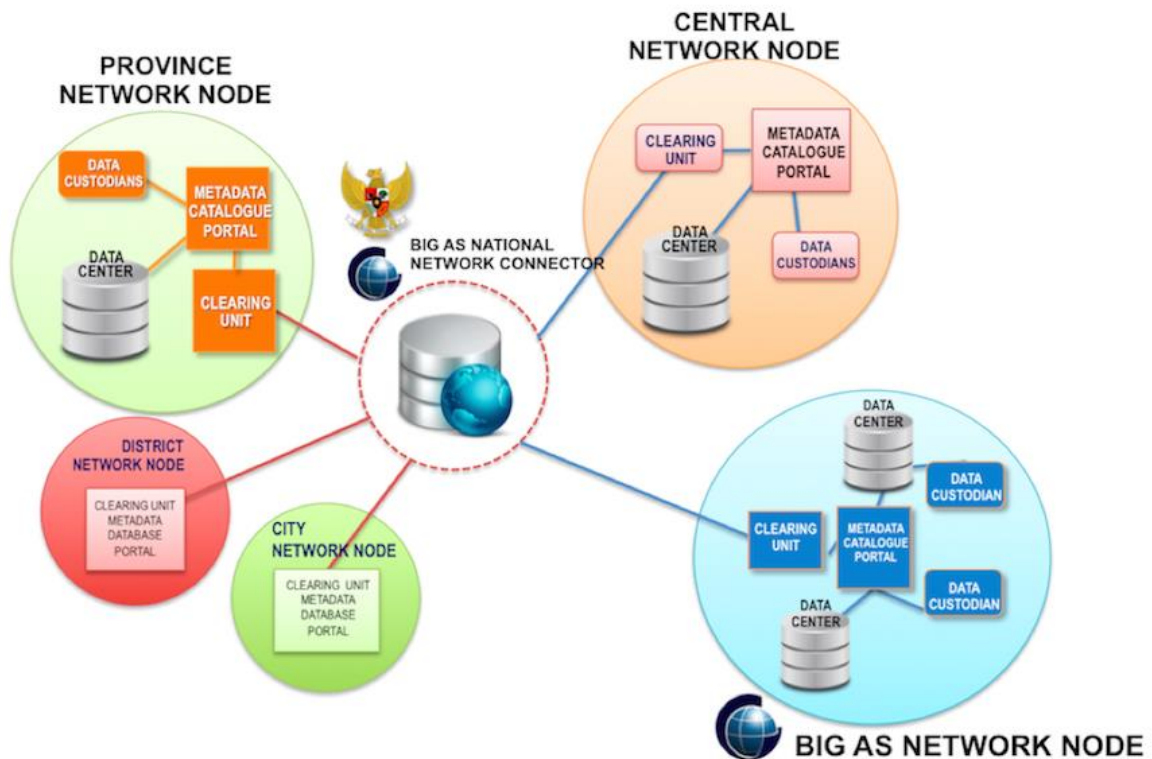 CENTRAL
NETWORK NODE
PROVINCE
NETWORK NODE
DATA
CUSTODIANS
METADATA
CATALOGUE
PORTAL
DATA
CENTER
CLEARING
UNIT
BIG AS NATIONAL
NETWORK CONNECTOR
CLEARING
UNIT
METADATA
CATALOGUE
PORTAL
DATA
CENTER
DATA
CUSTODIANS
DISTRICT
NETWORK NODE
CLEARING UNIT
METADATA
DATABASE
PORTAL
CITY
NETWORK NODE
CLEARING UNIT
METADATA
DATABASE
PORTAL
DATA
CENTER
DATA
CUSTODIAN
CLEARING
UNIT
METADATA
CATALOGUE
PORTAL
DATA
CUSTODIAN
DATA
CENTER
BIG AS NETWORK NODE